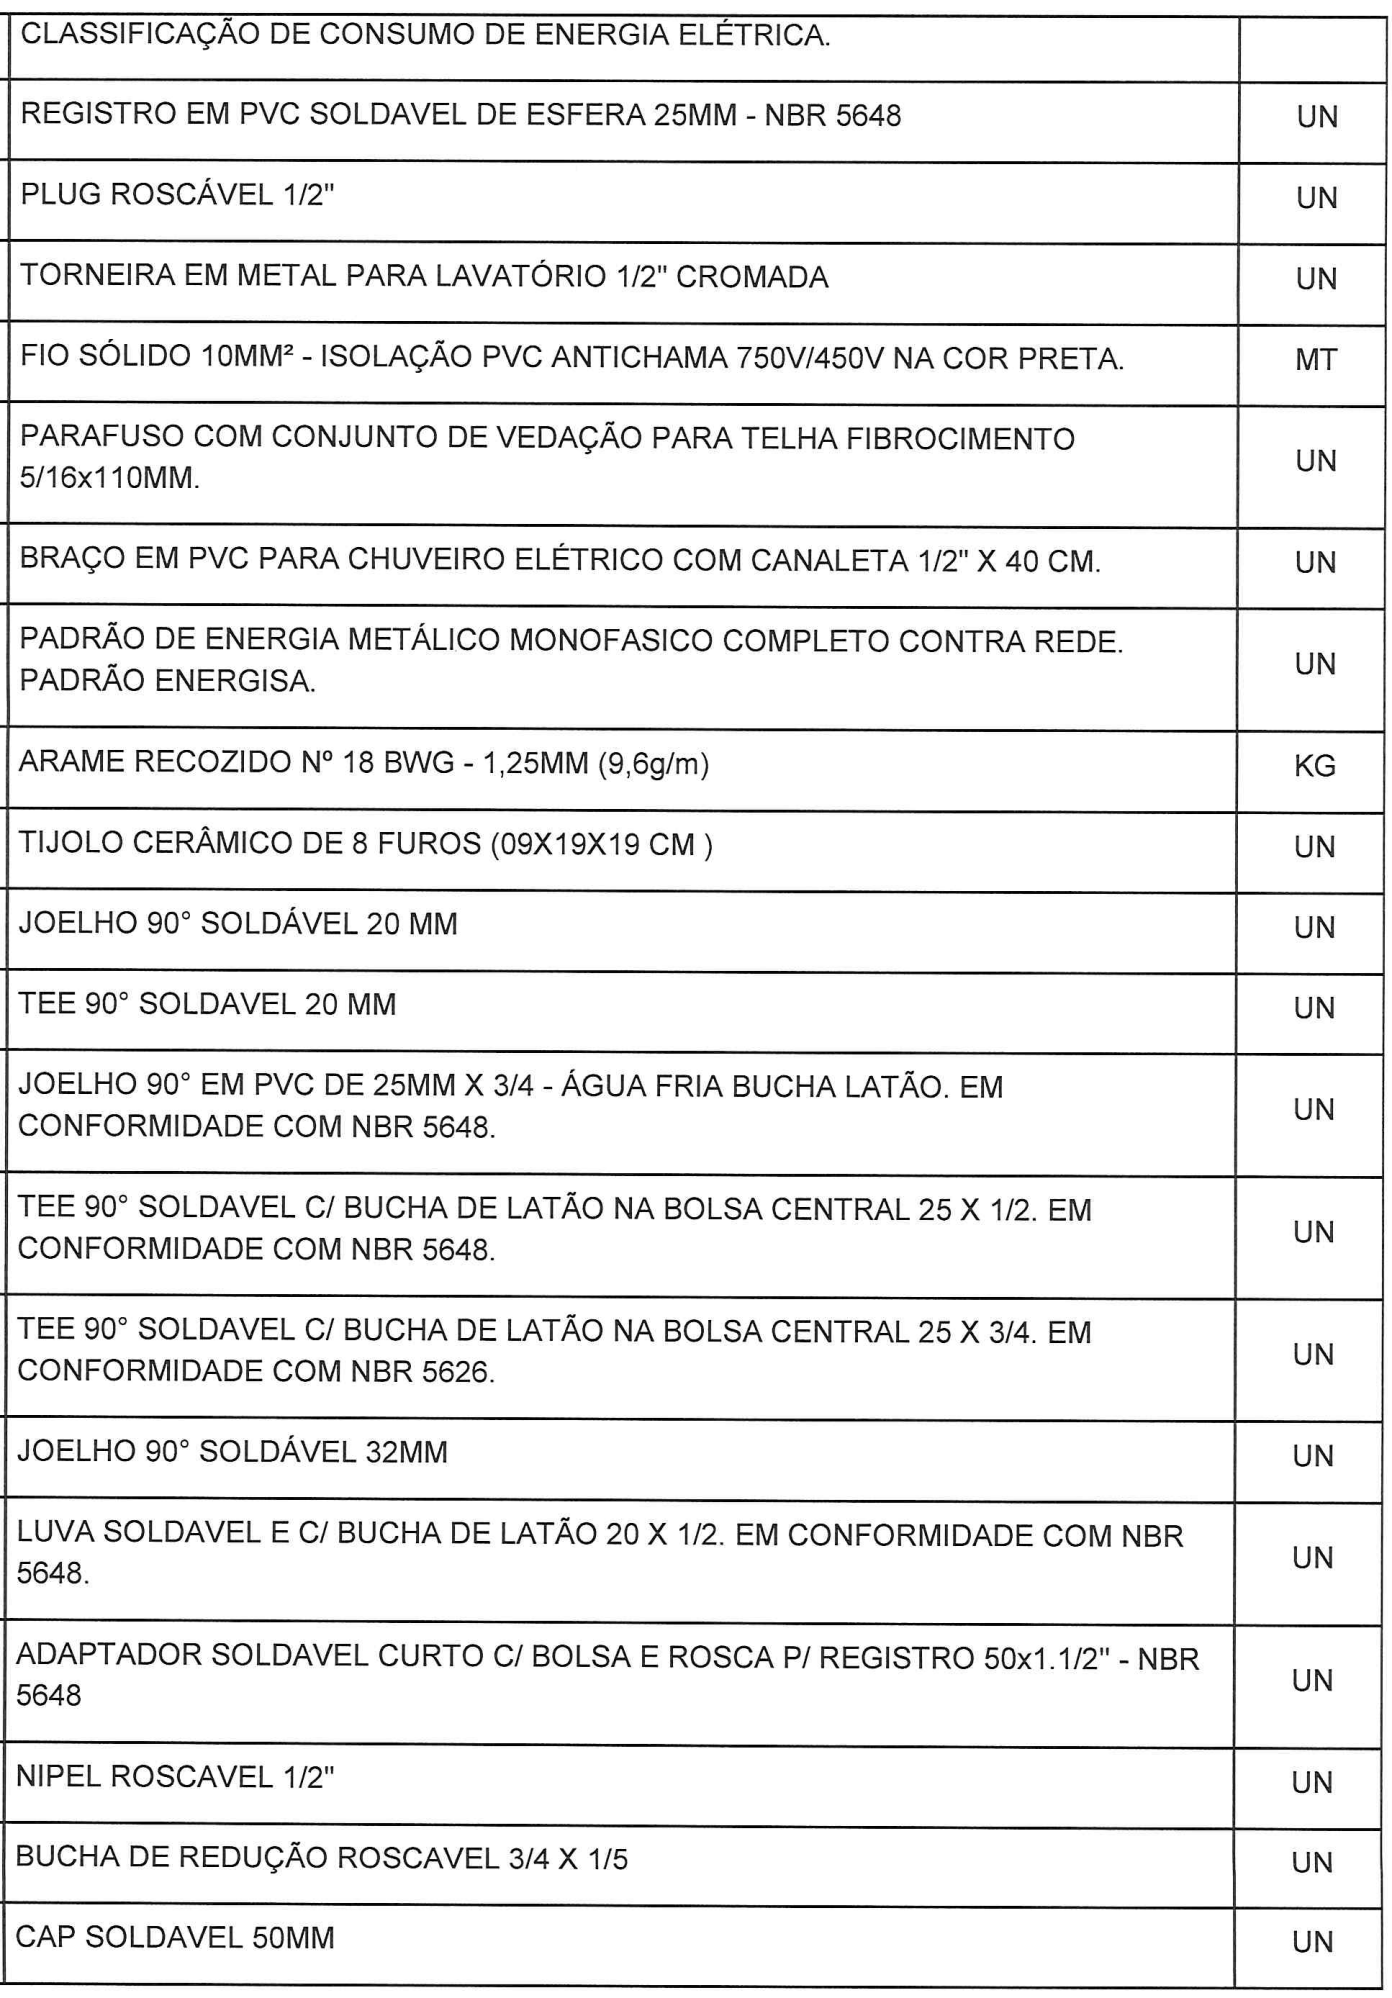 CLASSIFICAÇÃO DE CONSUMO DE ENERGIA ELÉTRICA.
REGISTRO EM PVC SOLDAVEL DE ESFERA 25MM - NBR 5648 UN
PLUG ROSCÁVEL 1/2" UN
TORNEIRA EM METAL PARA LAVATÓRIO 1/2" CROMADA UN
FIO SÓLIDO 10MM² - ISOLAÇÃO PVC ANTICHAMA 750V/450V NA COR PRETA. MT
PARAFUSO COM CONJUNTO DE VEDAÇÃO PARA TELHA FIBROCIMENTO
5/16x110MM. UN
BRAÇO EM PVC PARA CHUVEIRO ELÉTRICO COM CANALETA 1/2" X 40 CM. UN
PADRÃO DE ENERGIA METÁLICO MONOFASICO COMPLETO CONTRA REDE.
PADRÃO ENERGISA. UN
ARAME RECOZIDO Nº 18 BWG - 1,25MM (9,6g/m) KG
TIJOLO CERÂMICO DE 8 FUROS (09X19X19 CM ) UN
JOELHO 90° SOLDÁVEL 20 MM UN
TEE 90° SOLDAVEL 20 MM UN
JOELHO 90° EM PVC DE 25MM X 3/4 - ÁGUA FRIA BUCHA LATÃO. EM
CONFORMIDADE COM NBR 5648. UN
TEE 90° SOLDAVEL C/ BUCHA DE LATÃO NA BOLSA CENTRAL 25 X 1/2. EM
CONFORMIDADE COM NBR 5648. UN
TEE 90° SOLDAVEL C/ BUCHA DE LATÃO NA BOLSA CENTRAL 25 X 3/4. EM
CONFORMIDADE COM NBR 5626. UN
JOELHO 90° SOLDÁVEL 32MM UN
LUVA SOLDAVEL E C/ BUCHA DE LATÃO 20 X 1/2. EM CONFORMIDADE COM NBR
5648. UN
ADAPTADOR SOLDAVEL CURTO C/ BOLSA E ROSCA P/ REGISTRO 50x1.1/2" - NBR
5648 UN
NIPEL ROSCAVEL 1/2" UN
BUCHA DE REDUÇÃO ROSCAVEL 3/4 X 1/5 UN
CAP SOLDAVEL 50MM UN